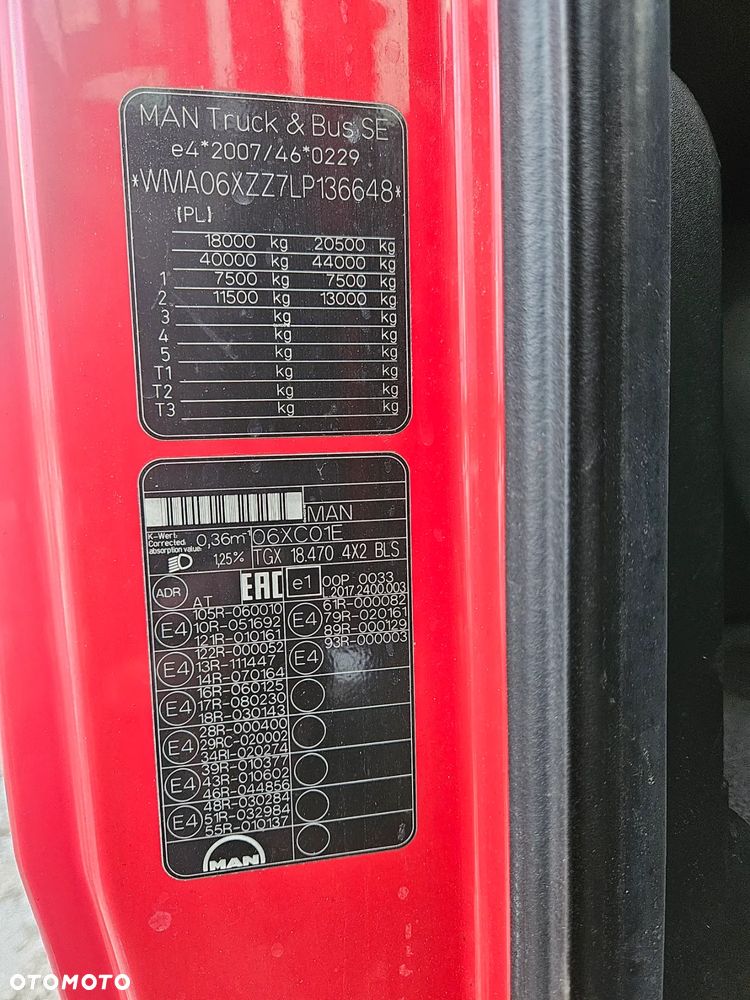 MAN Truck & Bus SE
e4*2007/46*0229
*WMA06XZZ7LP136648*
(PL)
18000 kg 20500 kg
40000 kg 44000 kg
1 7500 kg 7500 kg
2 11500 kg 13000 kg
3 kg kg
4 kg kg
5 kg kg
T1 kg kg
T2 kg kg
T3 kg kg
MAN
K-Wert:
Corrected
absorption value:
0,36m⁻¹
06XC01E
1,25%
TGX 18.470 4X2 BLS
ADR
AT
EAC
e1
00P 0033
2017.2400.003
E4
105R-060010
10R-051692
121R-010161
E4
122R-000052
13R-111447
14R-070164
E4
16R-060125
17R-080230
18R-030143
E4
28R-000400
29RC-020002
34RI-020274
E4
39R-010377
43R-010602
46R-044856
E4
48R-030284
51R-032984
55R-010137
E4
61R-000082
79R-020161
89R-000129
E4
93R-000003
MAN
OTOMOTO